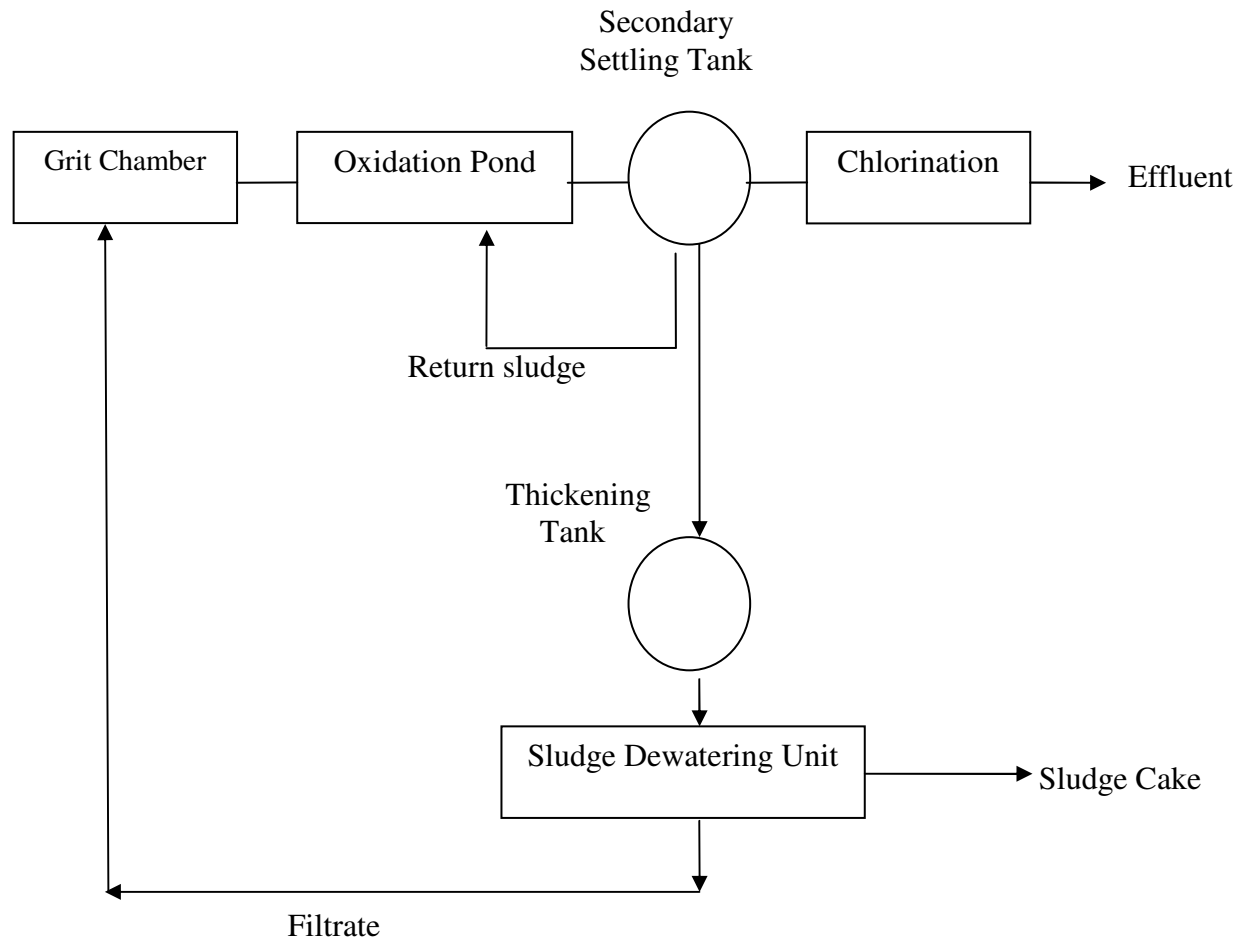 Secondary
Settling Tank
Grit Chamber
Oxidation Pond
Chlorination
Effluent
Return sludge
Thickening
Tank
Sludge Dewatering Unit
Sludge Cake
Filtrate